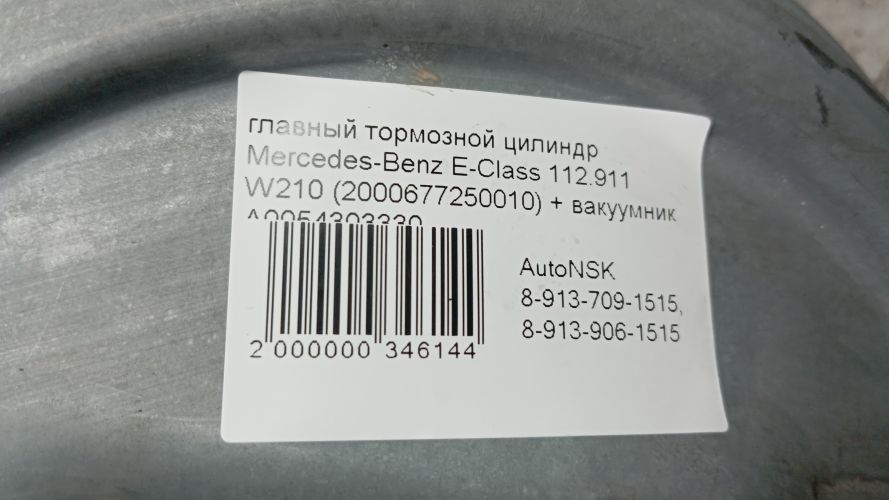 главный тормозной цилиндр
Mercedes-Benz E-Class 112.911
W210 (2000677250010) + вакуумник
A0054303330
AutoNSK
8-913-709-1515,
8-913-906-1515
2 000000 346144